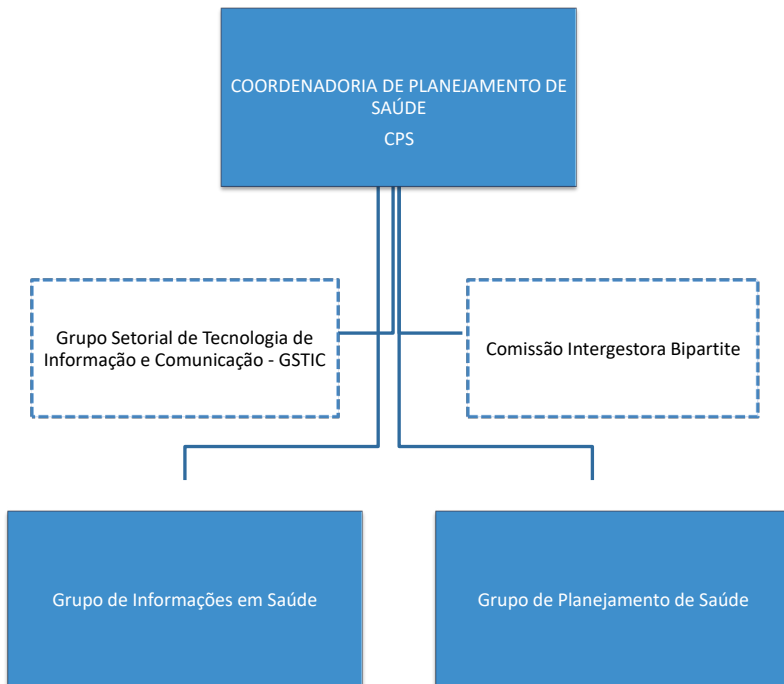 COORDENADORIA DE PLANEJAMENTO DE
SAÚDE
CPS
Grupo Setorial de Tecnologia de
Informação e Comunicação - GSTIC
Comissão Intergestora Bipartite
Grupo de Informações em Saúde
Grupo de Planejamento de Saúde